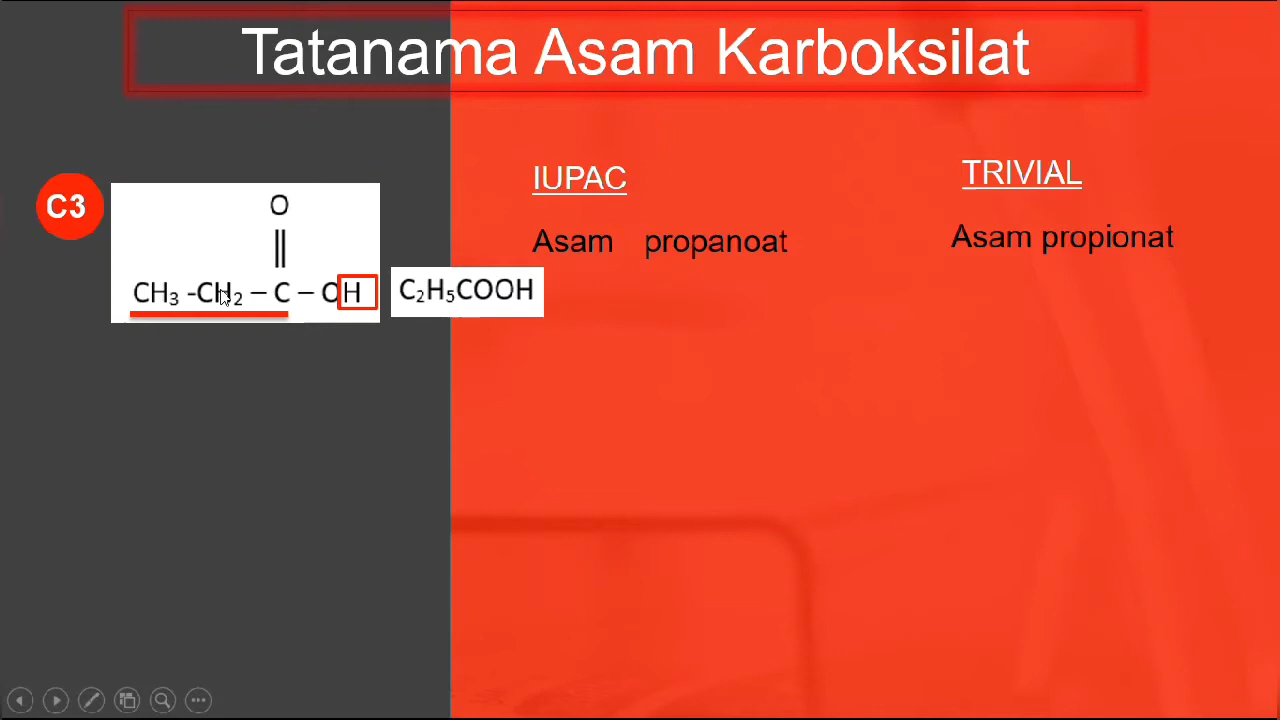 Tatanama Asam Karboksilat
C3
O
||
CH₃ -CH₂ – C – OH
C₂H₅COOH
IUPAC
Asam propanoat
TRIVIAL
Asam propionat